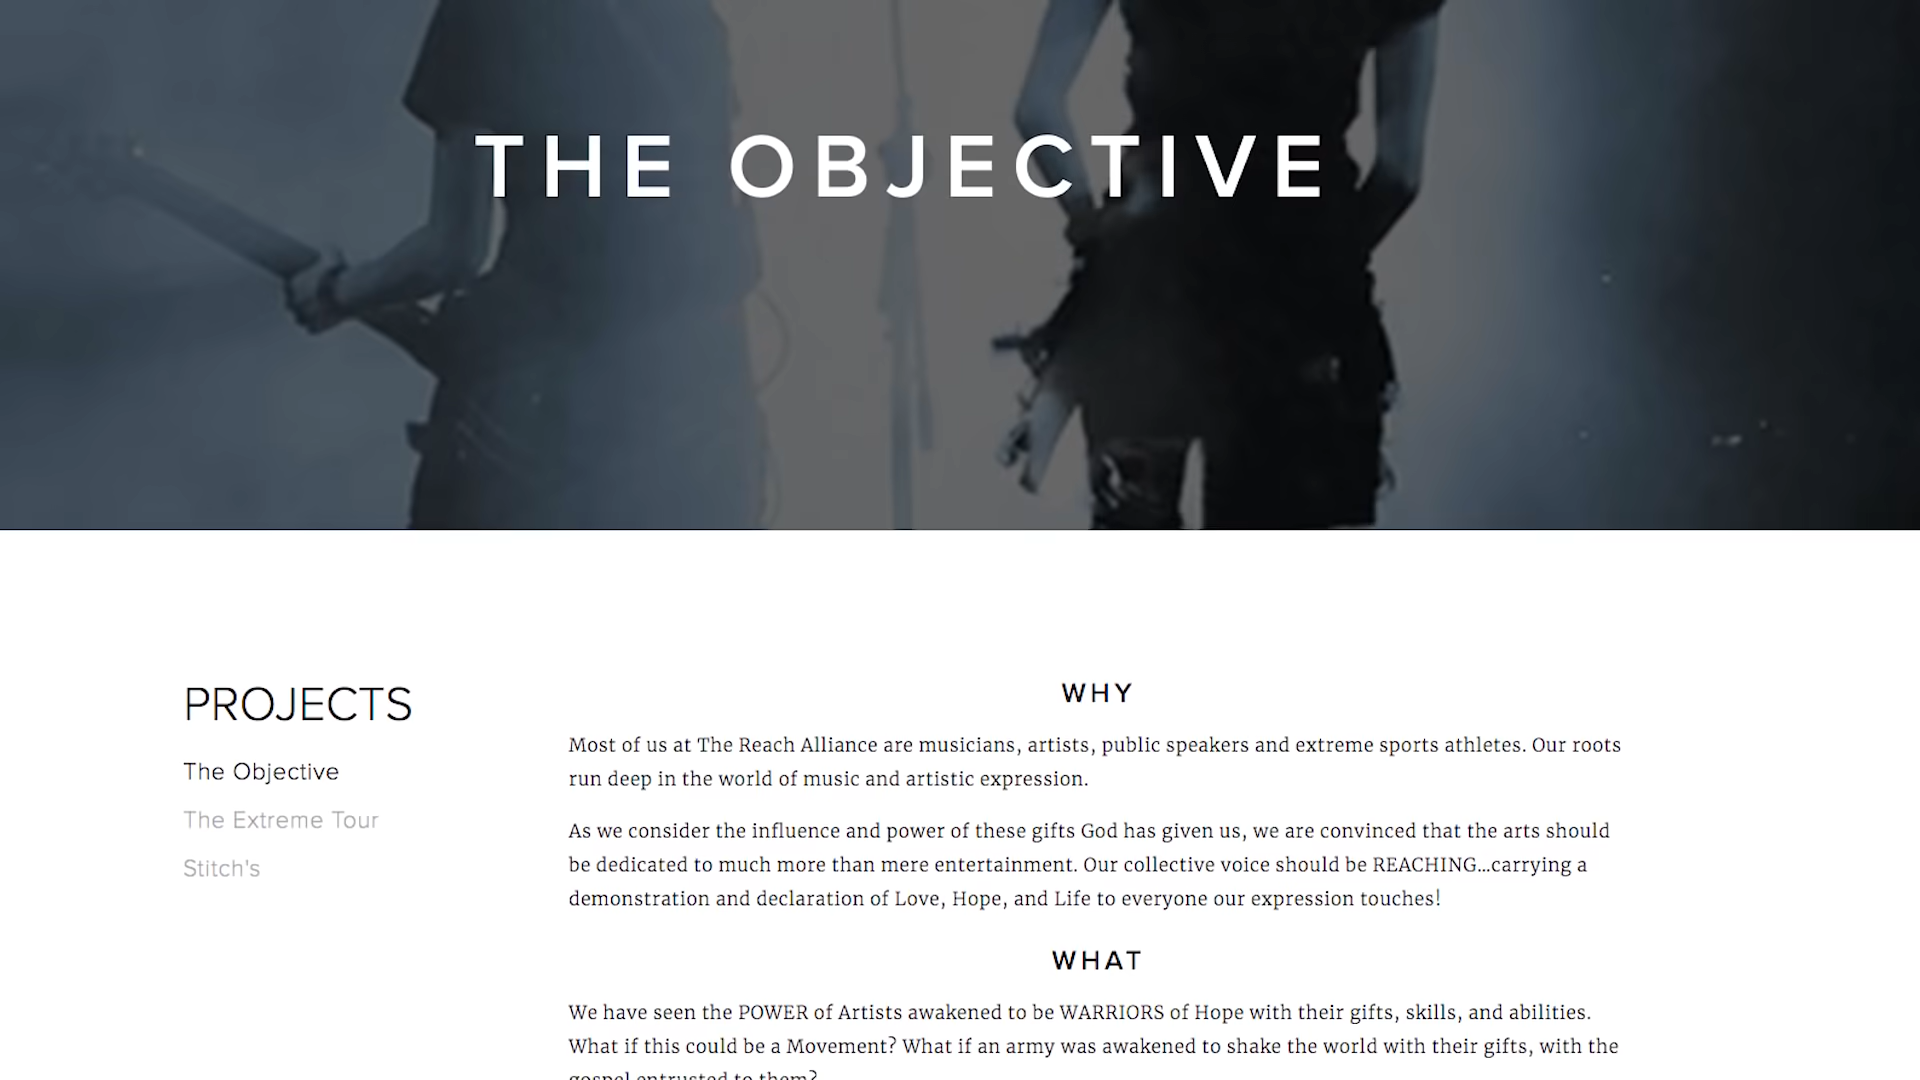 THE OBJECTIVE
PROJECTS
The Objective
The Extreme Tour
Stitch's
WHY
Most of us at The Reach Alliance are musicians, artists, public speakers and extreme sports athletes. Our roots
run deep in the world of music and artistic expression.
As we consider the influence and power of these gifts God has given us, we are convinced that the arts should
be dedicated to much more than mere entertainment. Our collective voice should be REACHING...carrying a
demonstration and declaration of Love, Hope, and Life to everyone our expression touches!
WHAT
We have seen the POWER of Artists awakened to be WARRIORS of Hope with their gifts, skills, and abilities.
What if this could be a Movement? What if an army was awakened to shake the world with their gifts, with the
gospel entrusted to them?